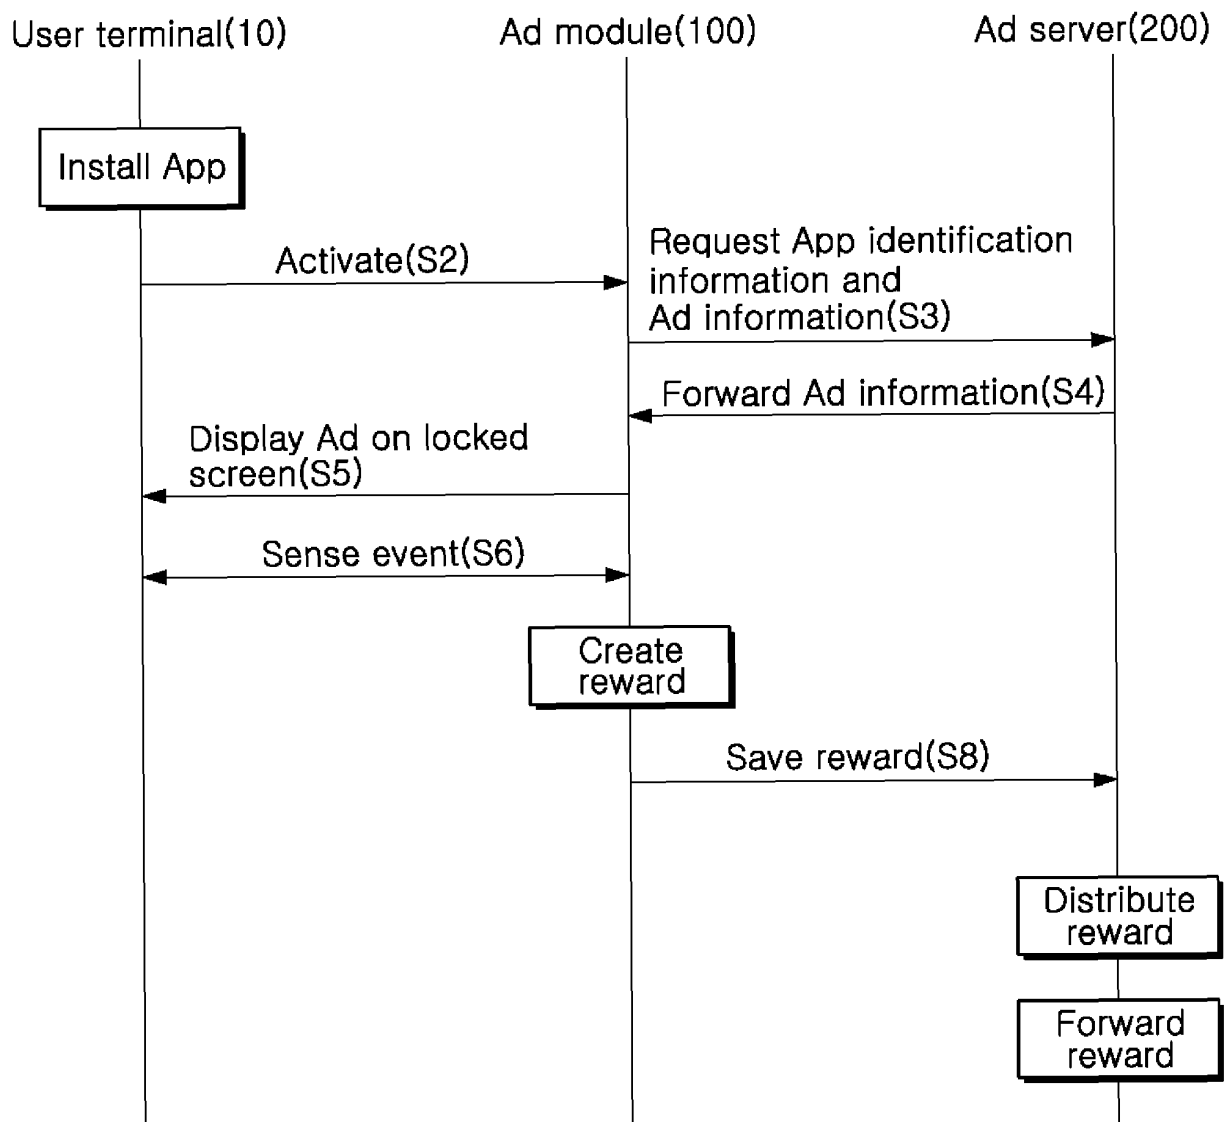 User terminal(10)
Ad module(100)
Ad server(200)
Install App
Activate(S2)
Request App identification
information and
Ad information(S3)
Forward Ad information(S4)
Display Ad on locked
screen(S5)
Sense event(S6)
Create
reward
Save reward(S8)
Distribute
reward
Forward
reward